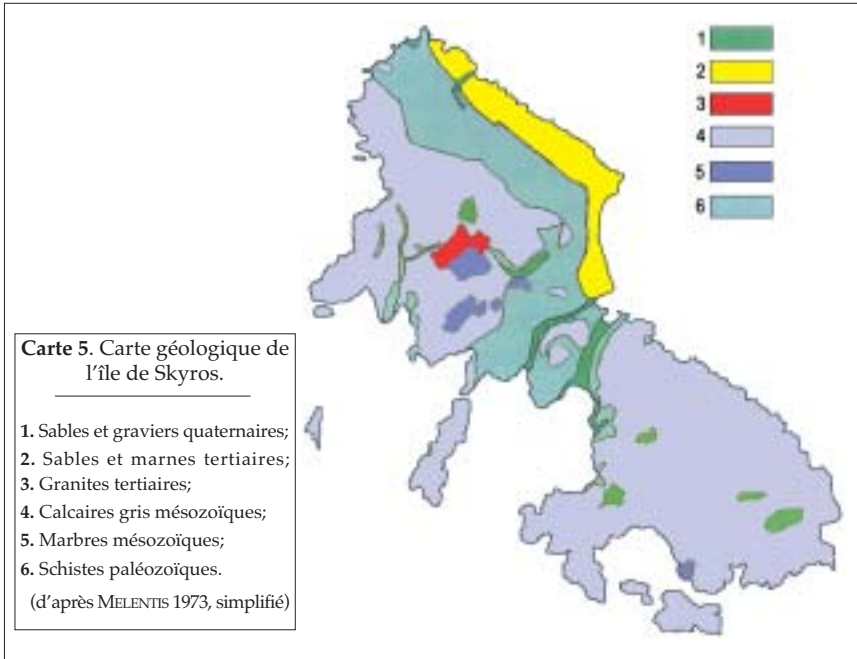 1
2
3
4
5
6
Carte 5. Carte géologique de
l'île de Skyros.
1. Sables et graviers quaternaires;
2. Sables et marnes tertiaires;
3. Granites tertiaires;
4. Calcaires gris mésozoïques;
5. Marbres mésozoïques;
6. Schistes paléozoïques.
(d'après MELENTIS 1973, simplifié)